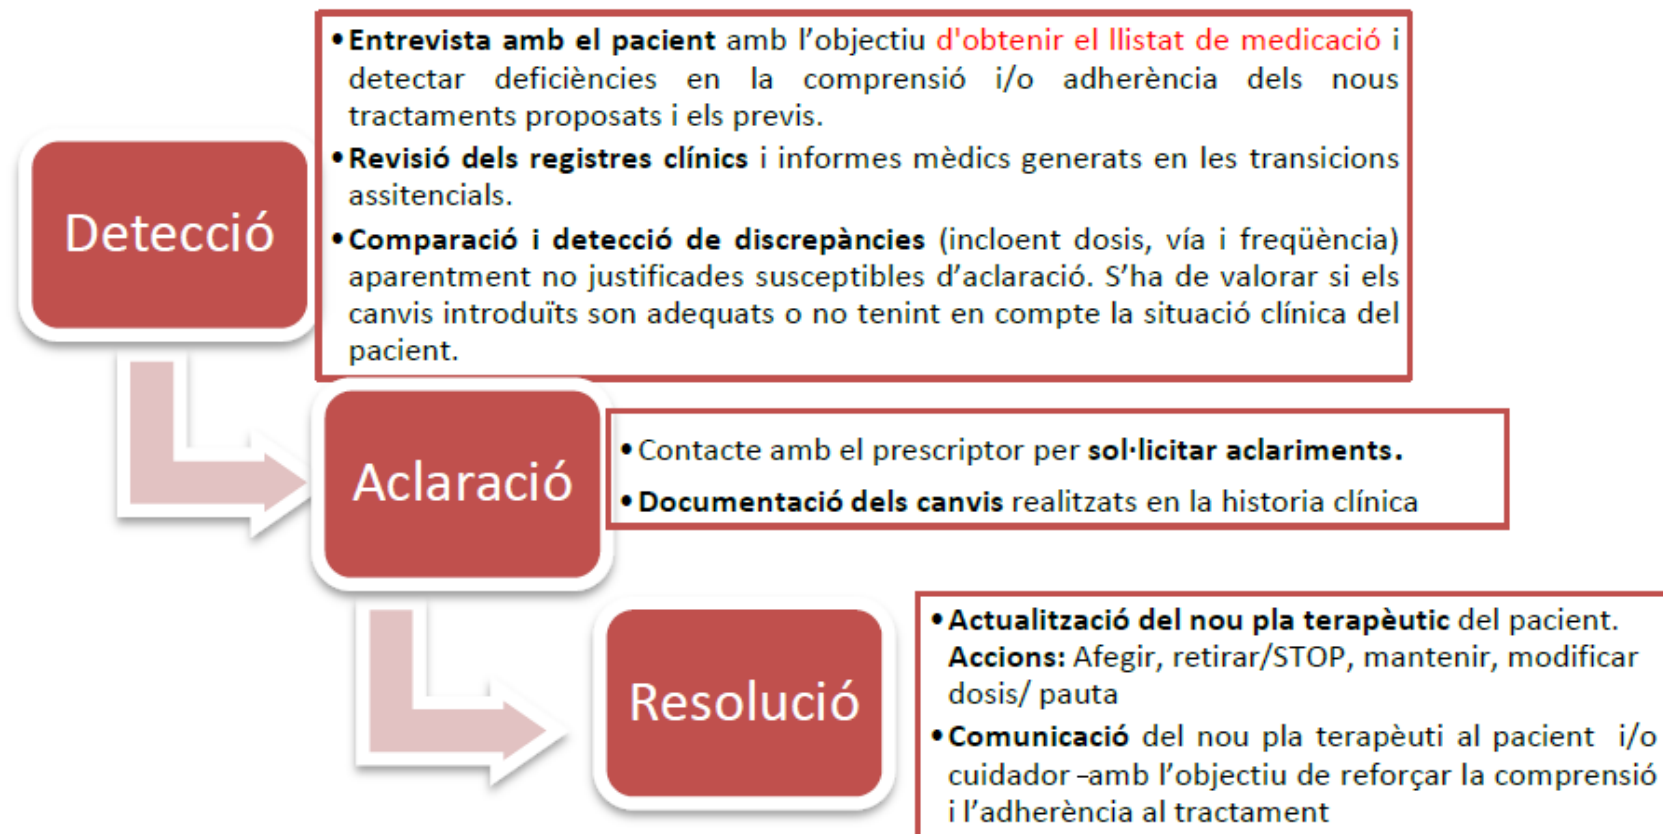 •Entrevista amb el pacient amb l’objectiu d'obtenir el llistat de medicació i
detectar deficiències en la comprensió i/o adherència dels nous
tractaments proposats i els previs.
•Revisió dels registres clínics i informes mèdics generats en les transicions
assitencials.
•Comparació i detecció de discrepàncies (incloent dosis, vía i freqüència)
aparentment no justificades susceptibles d’aclaració. S’ha de valorar si els
canvis introduïts son adequats o no tenint en compte la situació clínica del
pacient.
Detecció
•Contacte amb el prescriptor per sol·licitar aclariments.
•Documentació dels canvis realitzats en la historia clínica
Aclaració
•Actualització del nou pla terapèutic del pacient.
Accions: Afegir, retirar/STOP, mantenir, modificar
dosis/ pauta
•Comunicació del nou pla terapèuti al pacient i/o
cuidador –amb l’objectiu de reforçar la comprensió
i l’adherència al tractament
Resolució